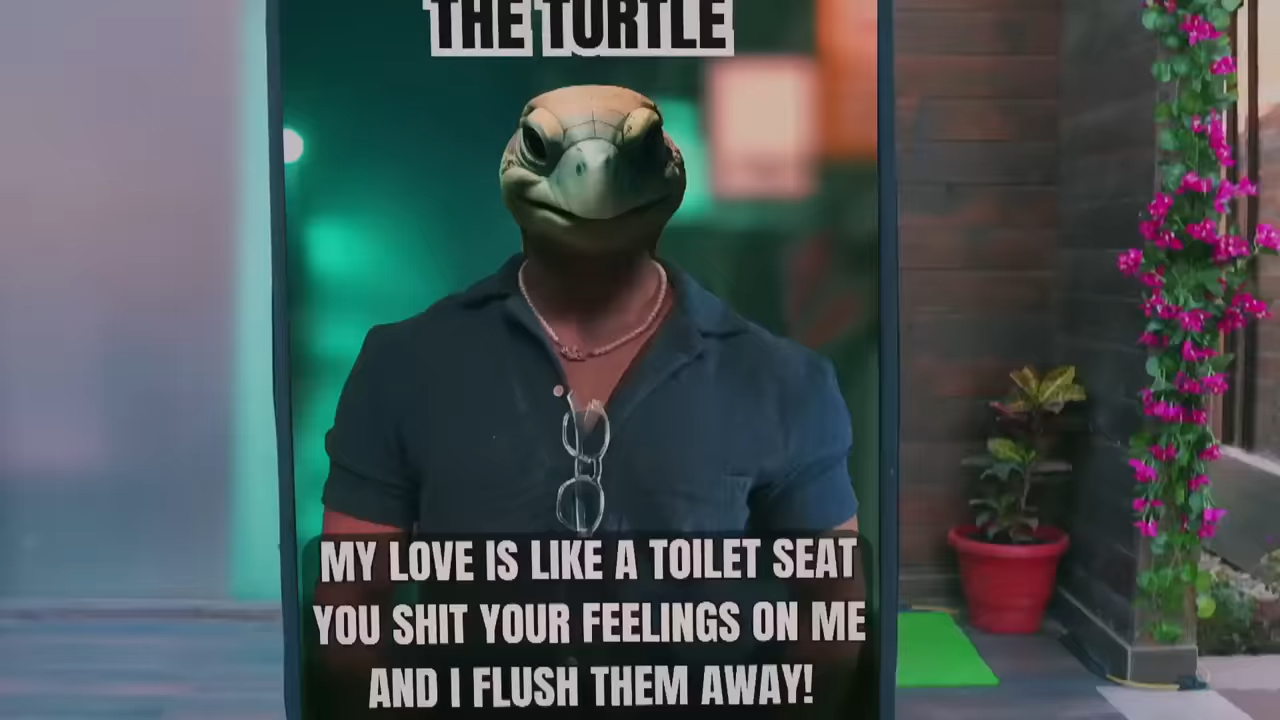 THE TURTLE
MY LOVE IS LIKE A TOILET SEAT
YOU SHIT YOUR FEELINGS ON ME
AND I FLUSH THEM AWAY!